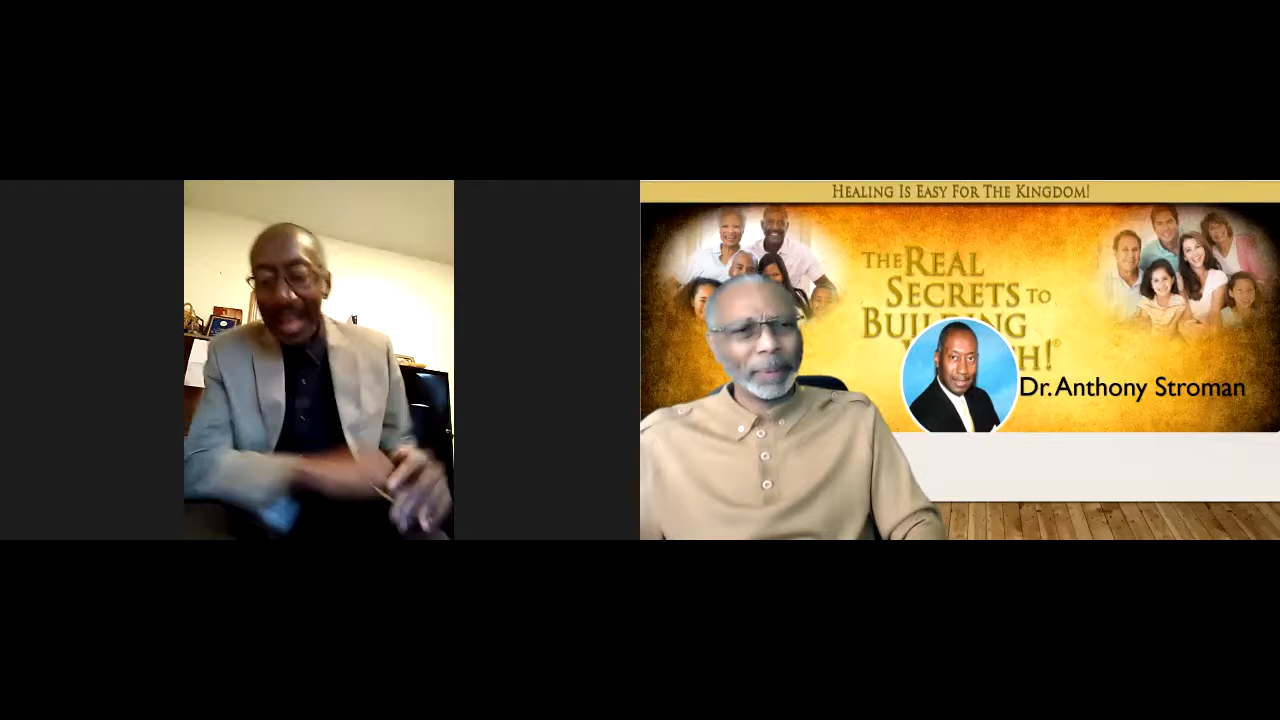 HEALING IS EASY FOR THE KINGDOM!
THE REAL
SECRETS TO
BUILDING
Dr. Anthony Stroman